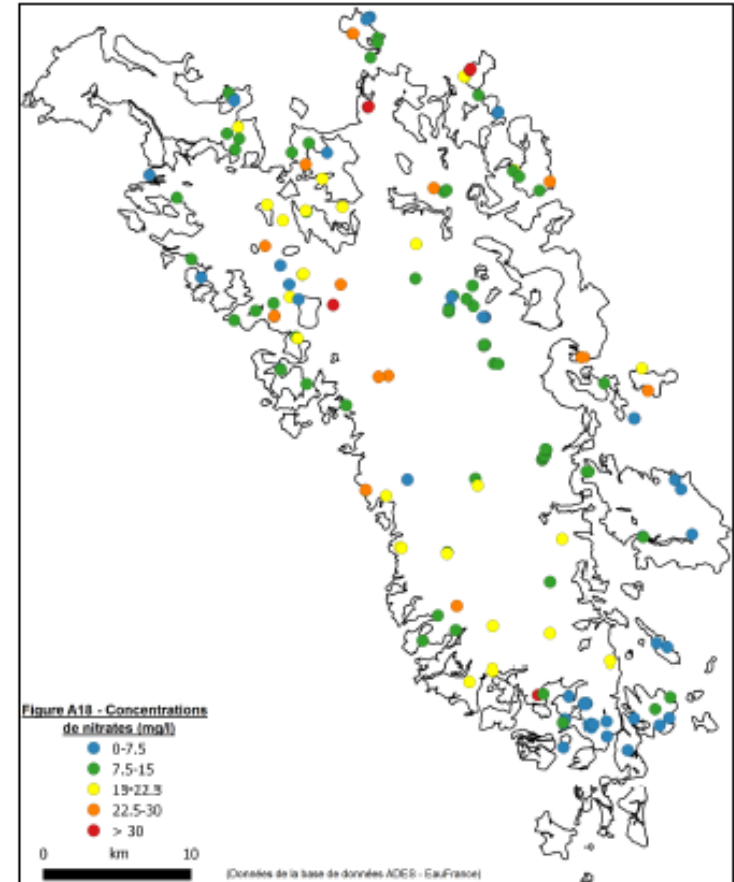 Figure A18 - Concentrations
de nitrates (mg/l)
0-7.5
7.5-15
15-22.5
22.5-30
> 30
0 km 10
(Données de la base de données ADES - EauFrance)